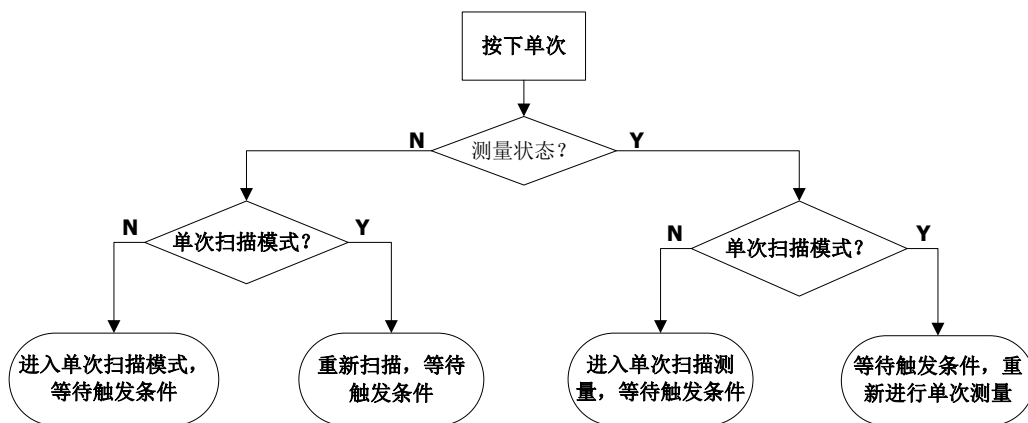 按下单次
N
测量状态？
Y
N
单次扫描模式？
Y
N
单次扫描模式？
Y
进入单次扫描模式，
等待触发条件
重新扫描，等待
触发条件
进入单次扫描测
量，等待触发条件
等待触发条件，重
新进行单次测量